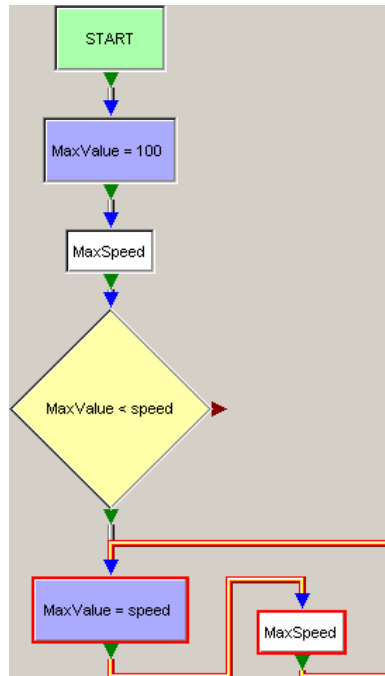 START
MaxValue = 100
MaxSpeed
MaxValue < speed
MaxValue = speed
MaxSpeed